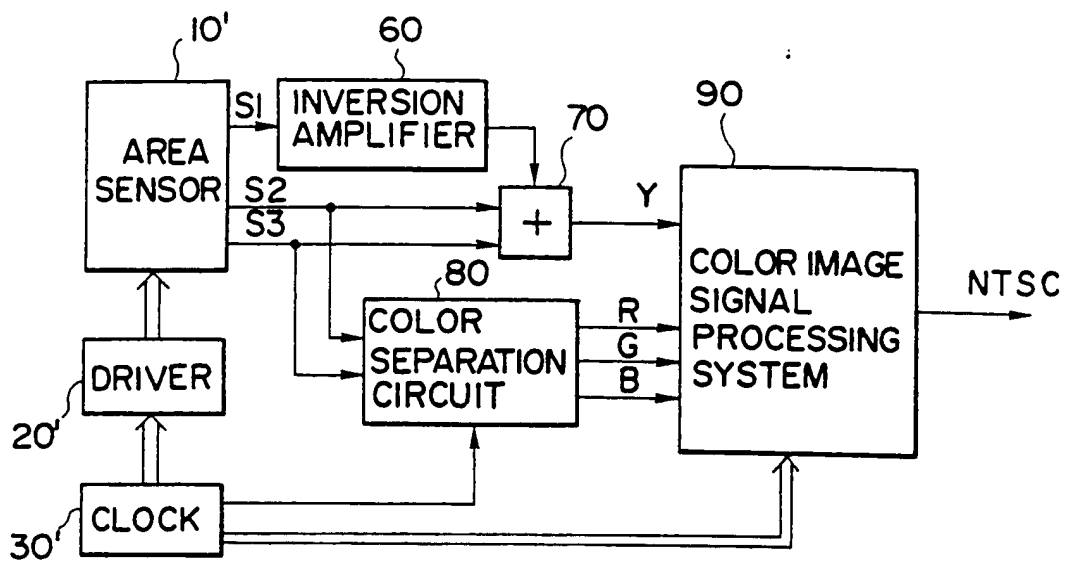 10'
60
AREA
SENSOR
S1
INVERSION
AMPLIFIER
70
90
S2
S3
+
Y
80
COLOR
SEPARATION
CIRCUIT
R
G
B
COLOR IMAGE
SIGNAL
PROCESSING
SYSTEM
NTSC
DRIVER
20'
CLOCK
30'